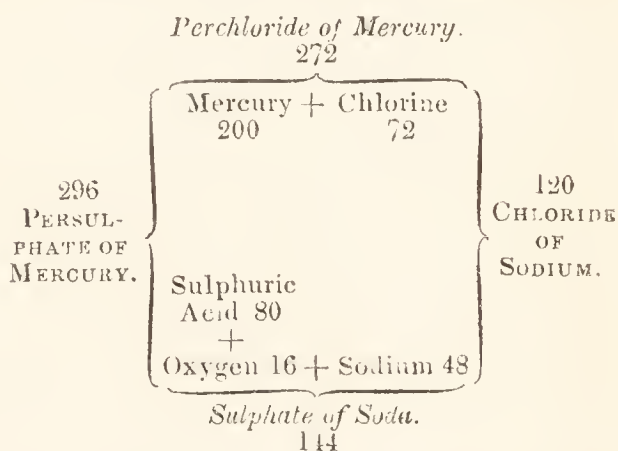 Perchloride of Mercury.
272
Mercury + Chlorine
200 72
296
PERSUL-
PHATE OF
MERCURY.
120
CHLORIDE
OF
SODIUM.
Sulphuric
Acid 80
+
Oxygen 16 + Sodium 48
Sulphate of Soda.
144